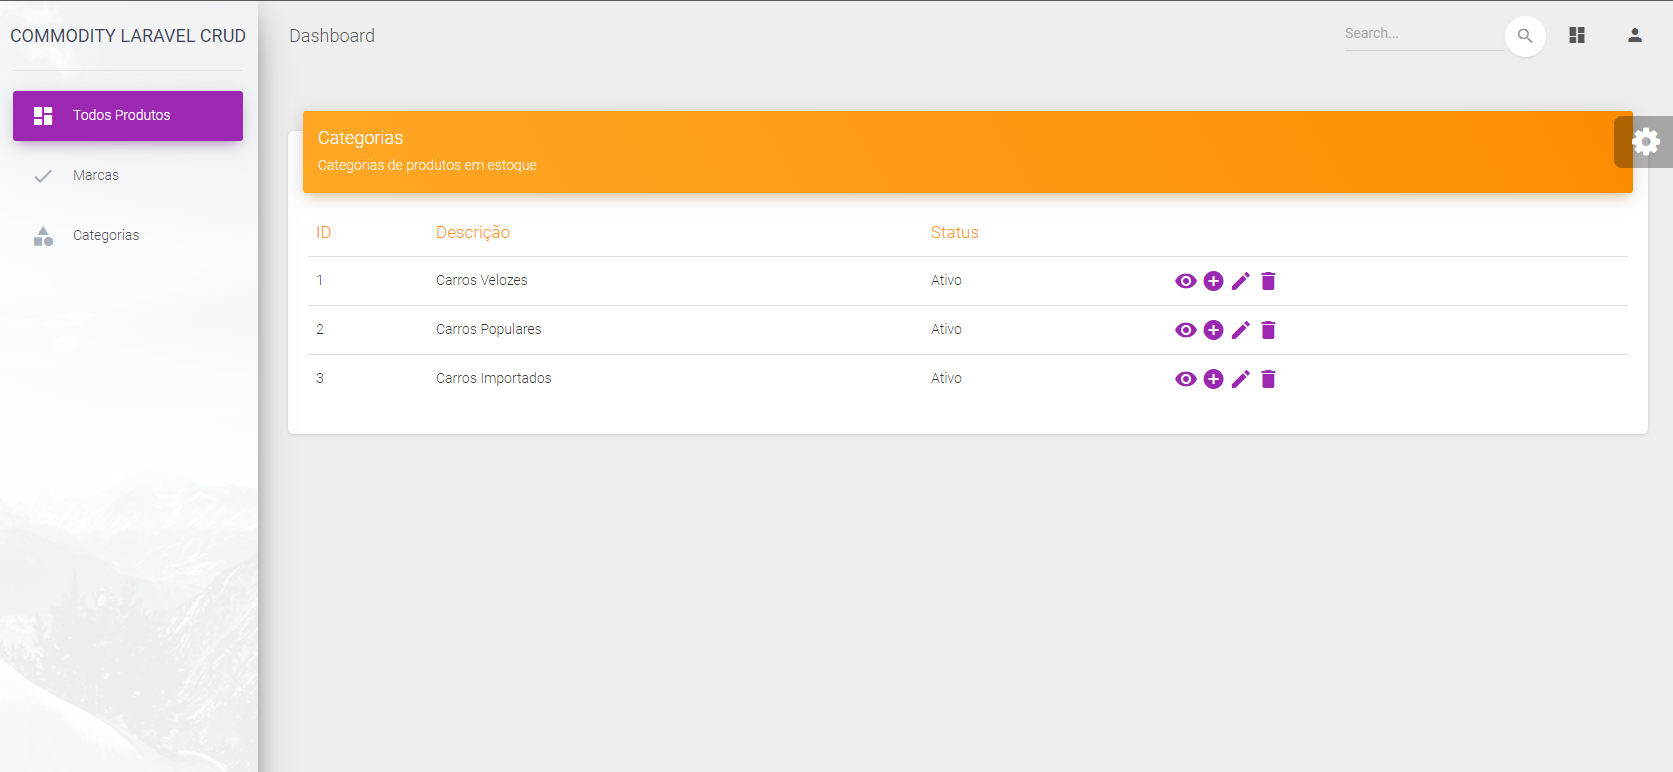 COMMODITY LARAVEL CRUD
Todos Produtos
Marcas
Categorias
Dashboard
Search...
Categorias
Categorias de produtos em estoque
ID Descrição Status
1 Carros Velozes Ativo
2 Carros Populares Ativo
3 Carros Importados Ativo